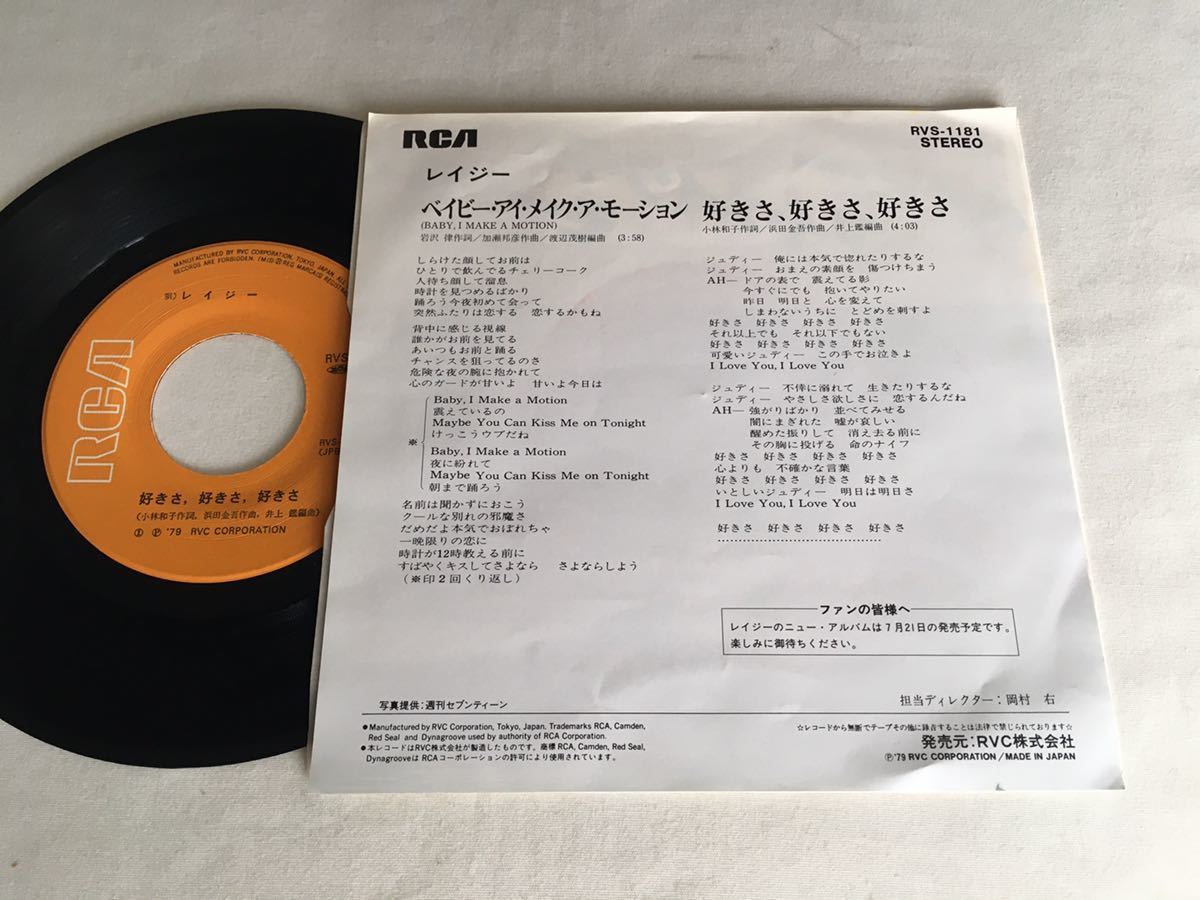 RCA
RVS-1181
STEREO
レイジー
ベイビー・アイ・メイク・ア・モーション
(BABY, I MAKE A MOTION)
岩沢 律作詞／加瀬邦彦作曲／渡辺茂樹編曲 (3:58)
しらけた顔してお前は
ひとりで飲んでるチェリーコーク
人待ち顔して溜息
時計を見つめるばかり
踊ろう今夜初めて会って
突然ふたりは恋する 恋するかもね
背中に感じる視線
誰かがお前を見てる
あいつもお前と踊る
チャンスを狙ってるのさ
危険な夜の腕に抱かれて
心のガードが甘いよ 甘いよ今日は
※
Baby, I Make a Motion
震えているの
Maybe You Can Kiss Me on Tonight
けっこうウブだね
Baby, I Make a Motion
夜に紛れて
Maybe You Can Kiss Me on Tonight
朝まで踊ろう
名前は聞かずにおこう
クールな別れの邪魔さ
だめだよ本気でおぼれちゃ
一晩限りの恋に
時計が12時教える前に
すばやくキスしてさよなら さよならしよう
(※印2回くり返し)
好きさ、好きさ、好きさ
小林和子作詞／浜田金吾作曲／井上鑑編曲 (4:03)
ジュディー 俺には本気で惚れたりするな
ジュディー おまえの素顔を 傷つけちまう
AH― ドアの表で 震えてる影
今すぐにでも 抱いてやりたい
昨日 明日と 心を変えて
しまわないうちに とどめを刺すよ
好きさ 好きさ 好きさ 好きさ
それ以上でも それ以下でもない
好きさ 好きさ 好きさ 好きさ
可愛いジュディー この手でお泣きよ
I Love You, I Love You
ジュディー 不倖に溺れて 生きたりするな
ジュディー やさしさ欲しさに 恋するんだね
AH― 強がりばかり 並べてみせる
闇にまぎれた 嘘が哀しい
醒めた振りして 消え去る前に
その胸に投げる 命のナイフ
好きさ 好きさ 好きさ 好きさ
心よりも 不確かな言葉
好きさ 好きさ 好きさ 好きさ
いとしいジュディー 明日は明日さ
I Love You, I Love You
好きさ 好きさ 好きさ 好きさ
……………………………………
ファンの皆様へ
レイジーのニュー・アルバムは7月21日の発売予定です。
楽しみに御待ちください。
写真提供：週刊セブンティーン
担当ディレクター：岡村 右
●Manufactured by RVC Corporation, Tokyo, Japan. Trademarks RCA, Camden,
Red Seal and Dynagroove used by authority of RCA Corporation.
●本レコードはRVC株式会社が製造したものです。商標RCA, Camden, Red Seal,
DynagrooveはRCAコーポレーションの許可により使用されています。
☆レコードから無断でテープその他に録音することは法律で禁じられております☆
発売元：RVC株式会社
Ⓟ'79 RVC CORPORATION／MADE IN JAPAN
MANUFACTURED BY RVC CORPORATION, TOKYO, JAPAN. ALL
RECORDS ARE FORBIDDEN.
唄) レイジー
RCA
RVS
RVS-
(JPB
好きさ，好きさ，好きさ
(小林和子作詞，浜田金吾作曲，井上 鑑編曲)
Ⓟ '79 RVC CORPORATION